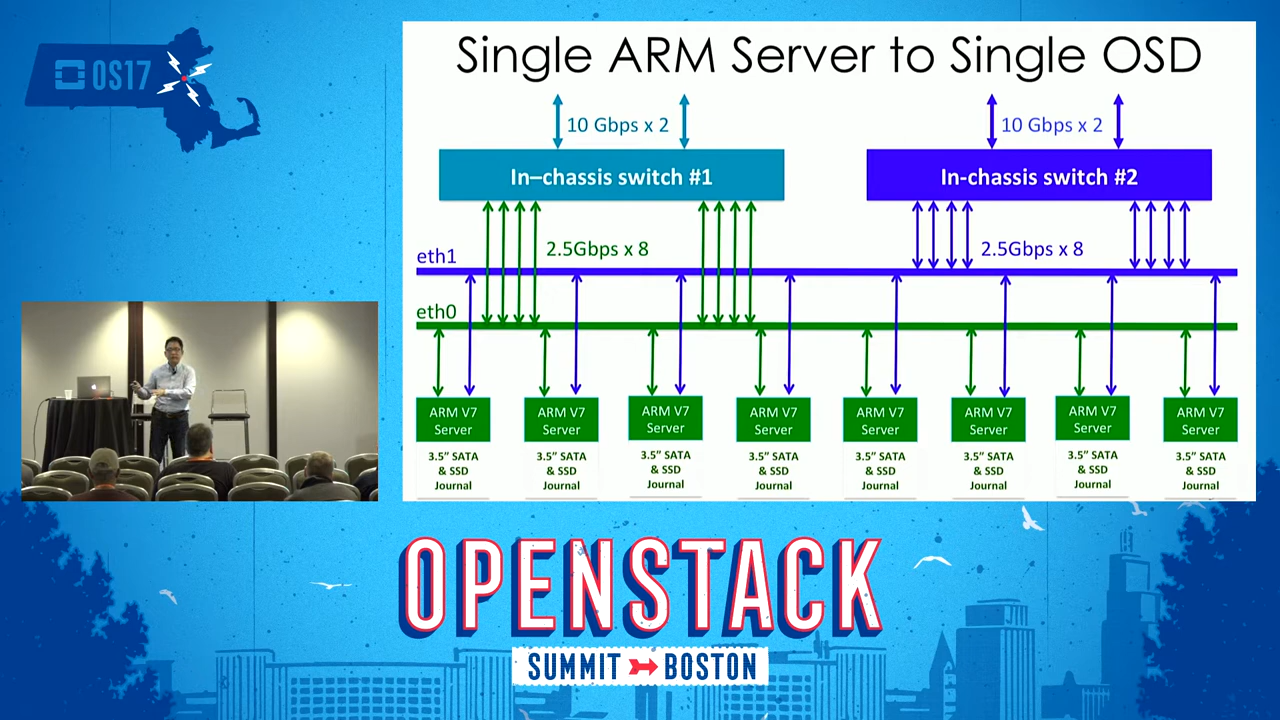 OS17
Single ARM Server to Single OSD
10 Gbps x 2
10 Gbps x 2
In–chassis switch #1
In-chassis switch #2
2.5Gbps x 8
2.5Gbps x 8
eth1
eth0
ARM V7
Server
3.5” SATA
& SSD
Journal
ARM V7
Server
3.5” SATA
& SSD
Journal
ARM V7
Server
3.5” SATA
& SSD
Journal
ARM V7
Server
3.5” SATA
& SSD
Journal
ARM V7
Server
3.5” SATA
& SSD
Journal
ARM V7
Server
3.5” SATA
& SSD
Journal
ARM V7
Server
3.5” SATA
& SSD
Journal
ARM V7
Server
3.5” SATA
& SSD
Journal
OPENSTACK
SUMMIT BOSTON